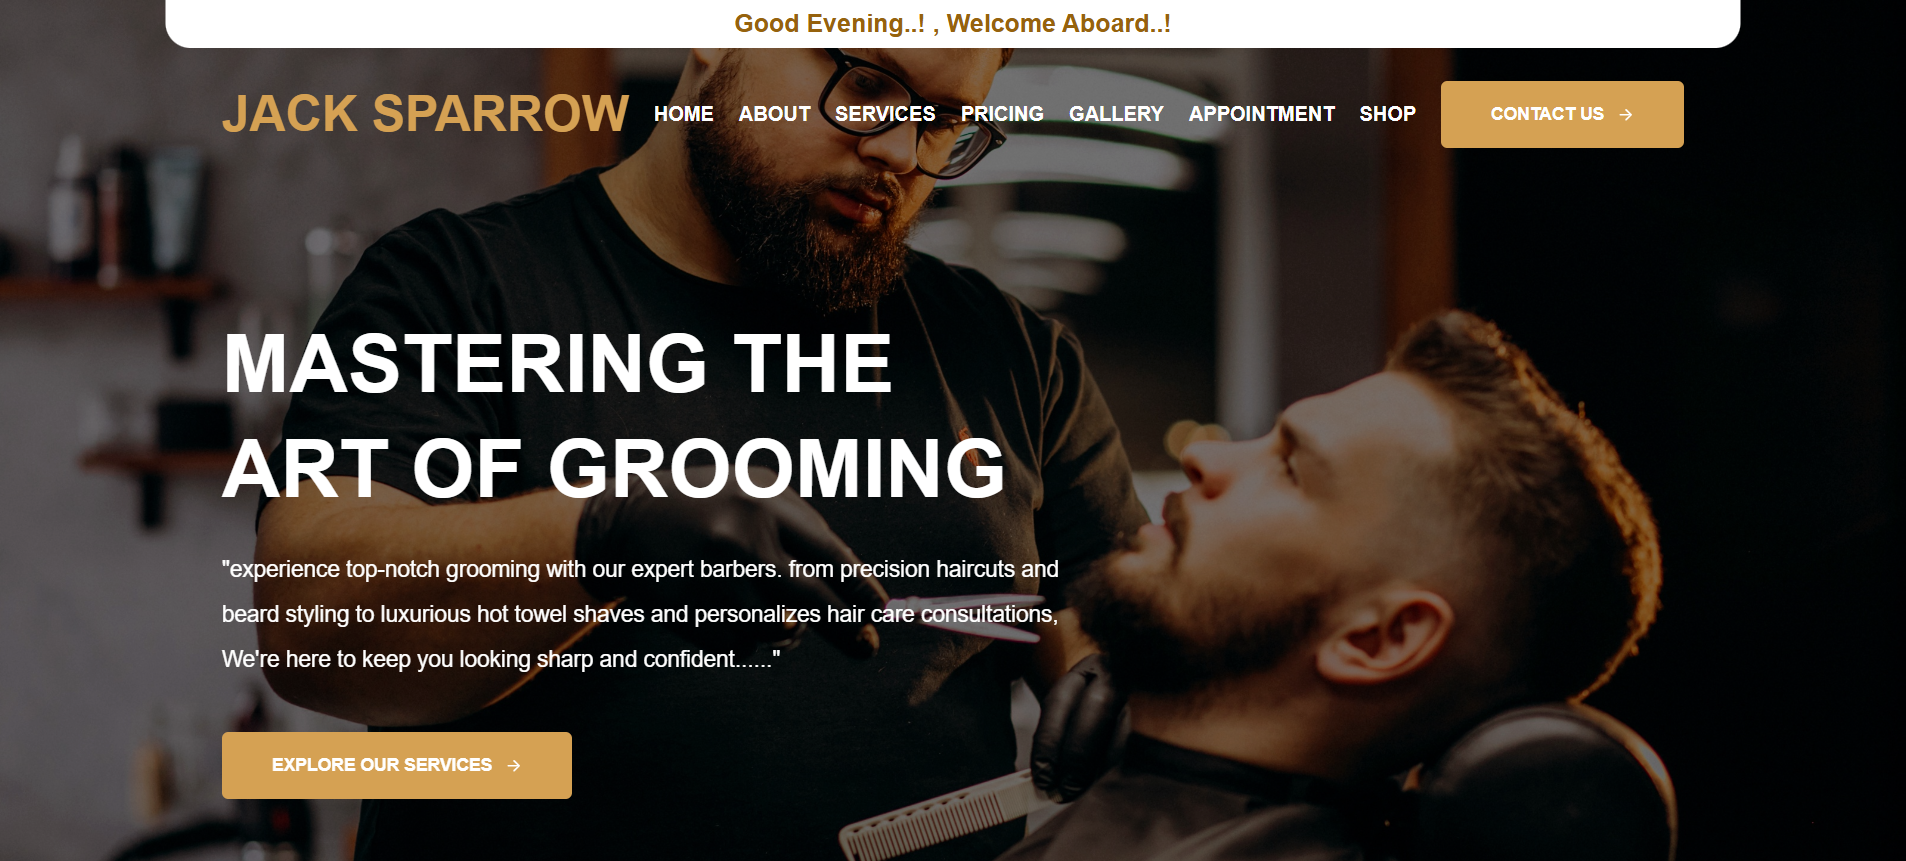 Good Evening..! , Welcome Aboard..!
JACK SPARROW HOME ABOUT SERVICES PRICING GALLERY APPOINTMENT SHOP CONTACT US →
MASTERING THE
ART OF GROOMING
"experience top-notch grooming with our expert barbers. from precision haircuts and
beard styling to luxurious hot towel shaves and personalizes hair care consultations,
We're here to keep you looking sharp and confident......"
EXPLORE OUR SERVICES →